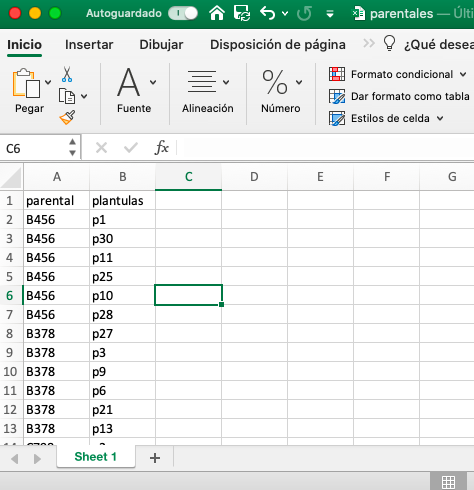 Autoguardado
parentales — Últi
Inicio Insertar Dibujar Disposición de página >> ¿Qué desea
Pegar
Fuente
Alineación
Número
Formato condicional
Dar formato como tabla
Estilos de celda
C6 fx
A B C D E F G
1 parental plantulas
2 B456 p1
3 B456 p30
4 B456 p11
5 B456 p25
6 B456 p10
7 B456 p28
8 B378 p27
9 B378 p3
10 B378 p9
11 B378 p6
12 B378 p21
13 B378 p13
Sheet 1 +